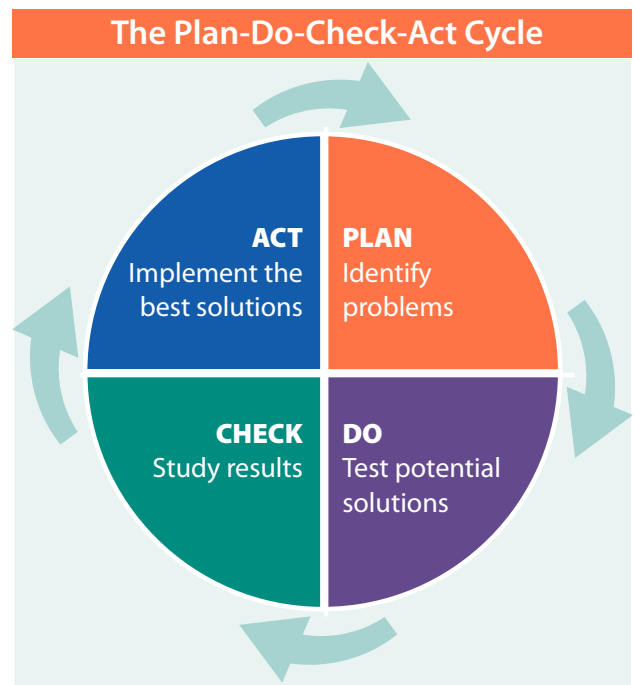 The Plan-Do-Check-Act Cycle
ACT
Implement the
best solutions
PLAN
Identify
problems
CHECK
Study results
DO
Test potential
solutions